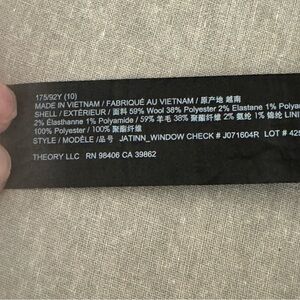 175/92Y (10)
MADE IN VIETNAM / FABRIQUÉ AU VIETNAM / 原产地 越南
SHELL / EXTÉRIEUR / 面料 59% Wool 38% Polyester 2% Elastane 1% Polya
2% Élasthanne 1% Polyamide / 59% 羊毛 38% 聚酯纤维 2% 氨纶 1% 锦纶 LINI
100% Polyester / 100% 聚酯纤维
STYLE / MODÈLE / 品号 JATINN_WINDOW CHECK # J071604R LOT # 425
THEORY LLC RN 98406 CA 39862